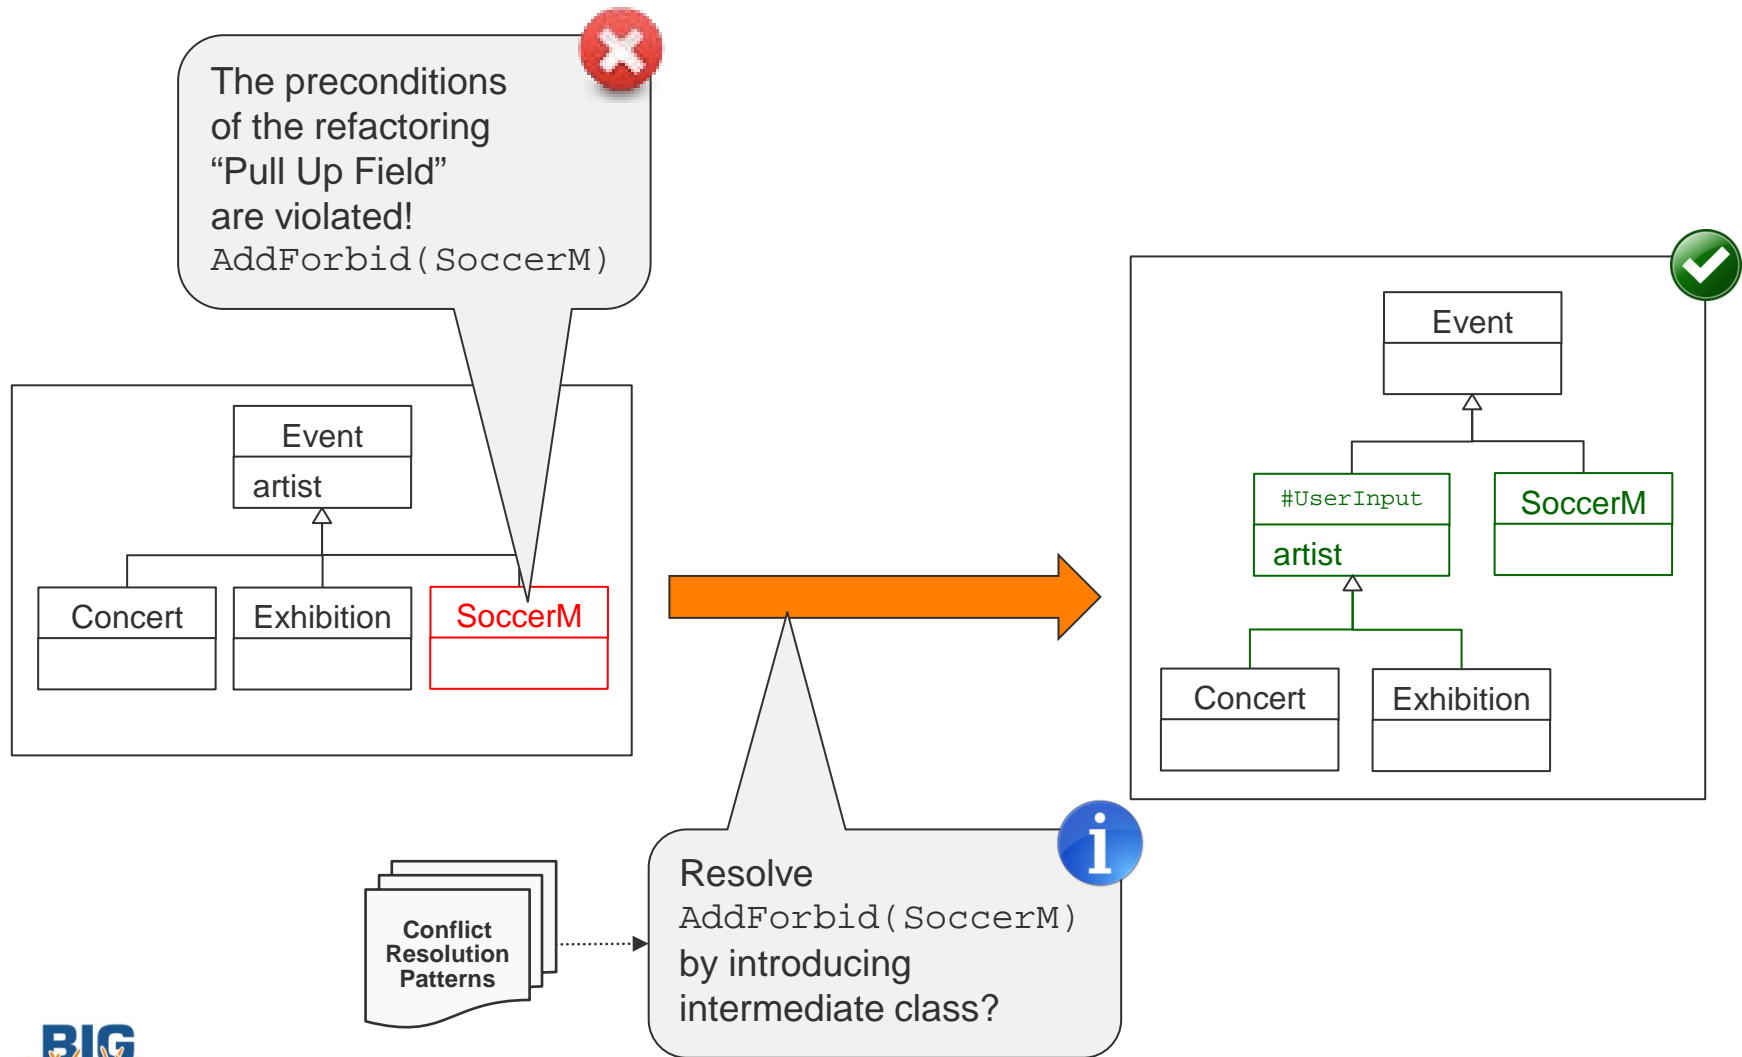 The preconditions
of the refactoring
“Pull Up Field”
are violated!
AddForbid(SoccerM)
Event
artist
Concert
Exhibition
SoccerM
Event
#UserInput
artist
SoccerM
Concert
Exhibition
Conflict
Resolution
Patterns
Resolve
AddForbid(SoccerM)
by introducing
intermediate class?
BIG